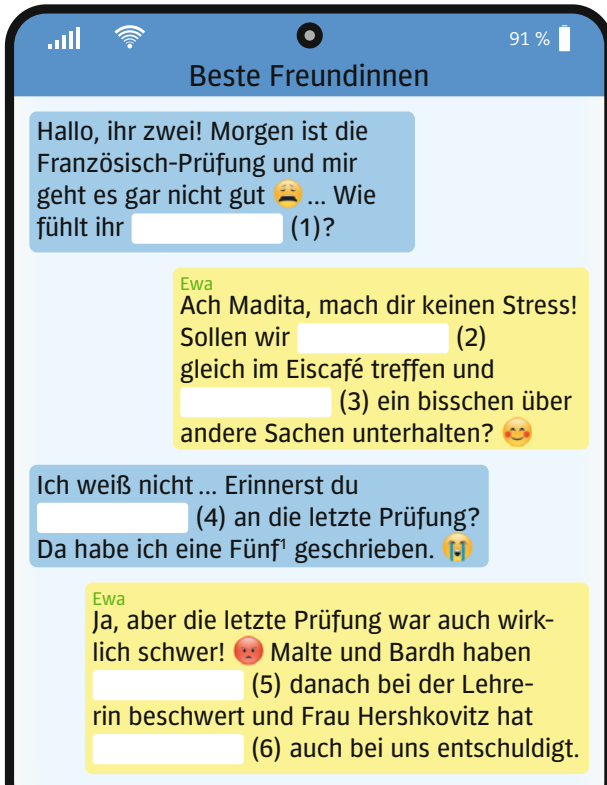 91 %
Beste Freundinnen
Hallo, ihr zwei! Morgen ist die
Französisch-Prüfung und mir
geht es gar nicht gut 😩 ... Wie
fühlt ihr (1)?
Ewa
Ach Madita, mach dir keinen Stress!
Sollen wir (2)
gleich im Eiscafé treffen und
(3) ein bisschen über
andere Sachen unterhalten? 😊
Ich weiß nicht ... Erinnerst du
(4) an die letzte Prüfung?
Da habe ich eine Fünf¹ geschrieben. 😭
Ewa
Ja, aber die letzte Prüfung war auch wirk-
lich schwer! 😡 Malte und Bardh haben
(5) danach bei der Lehre-
rin beschwert und Frau Hershkovitz hat
(6) auch bei uns entschuldigt.